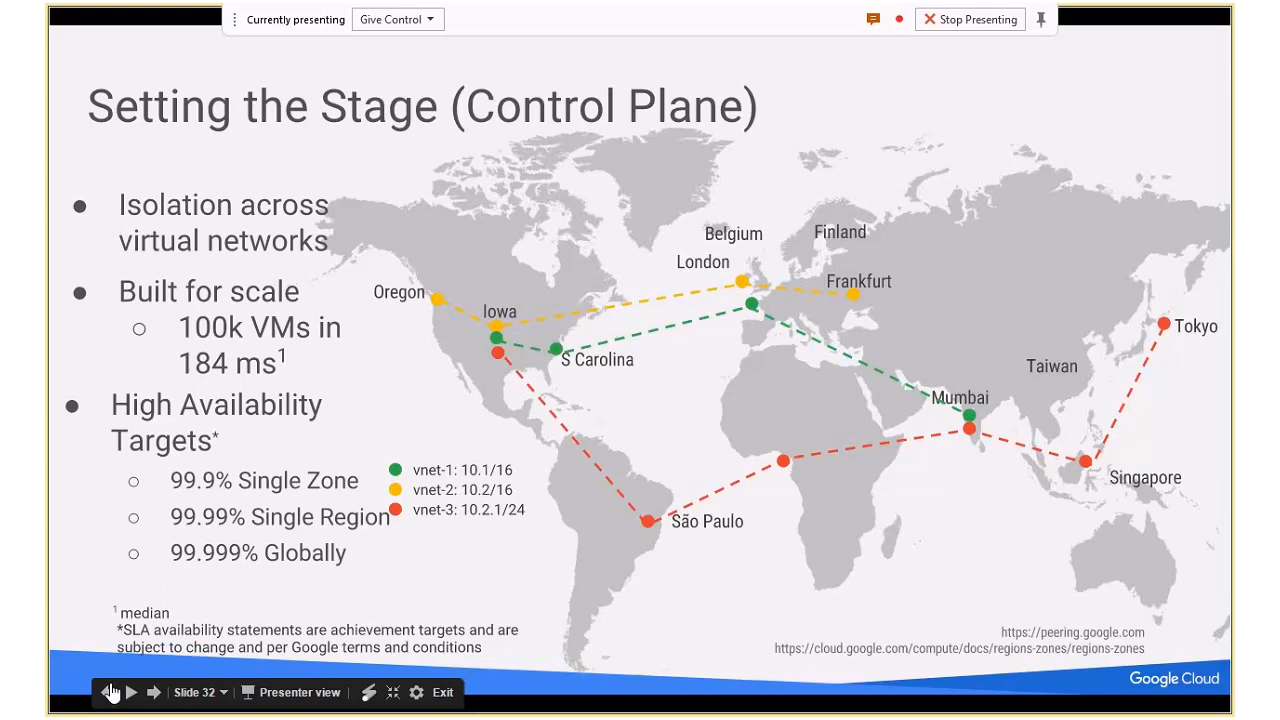 Currently presenting
Give Control
Stop Presenting
Setting the Stage (Control Plane)
● Isolation across
virtual networks
● Built for scale
○ 100k VMs in
184 ms1
● High Availability
Targets*
○ 99.9% Single Zone
○ 99.99% Single Region
○ 99.999% Globally
vnet-1: 10.1/16
vnet-2: 10.2/16
vnet-3: 10.2.1/24
Oregon
Iowa
S Carolina
Belgium
London
Finland
Frankfurt
Mumbai
Taiwan
Tokyo
Singapore
São Paulo
1 median
*SLA availability statements are achievement targets and are
subject to change and per Google terms and conditions
https://peering.google.com
https://cloud.google.com/compute/docs/regions-zones/regions-zones
Google Cloud
Slide 32
Presenter view
Exit